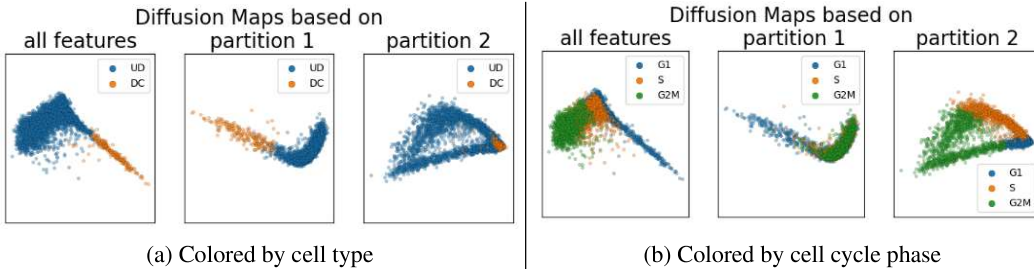 Diffusion Maps based on
all features
partition 1
partition 2
UD
DC
UD
DC
UD
DC
(a) Colored by cell type
Diffusion Maps based on
all features
partition 1
partition 2
G1
S
G2M
G1
S
G2M
G1
S
G2M
(b) Colored by cell cycle phase